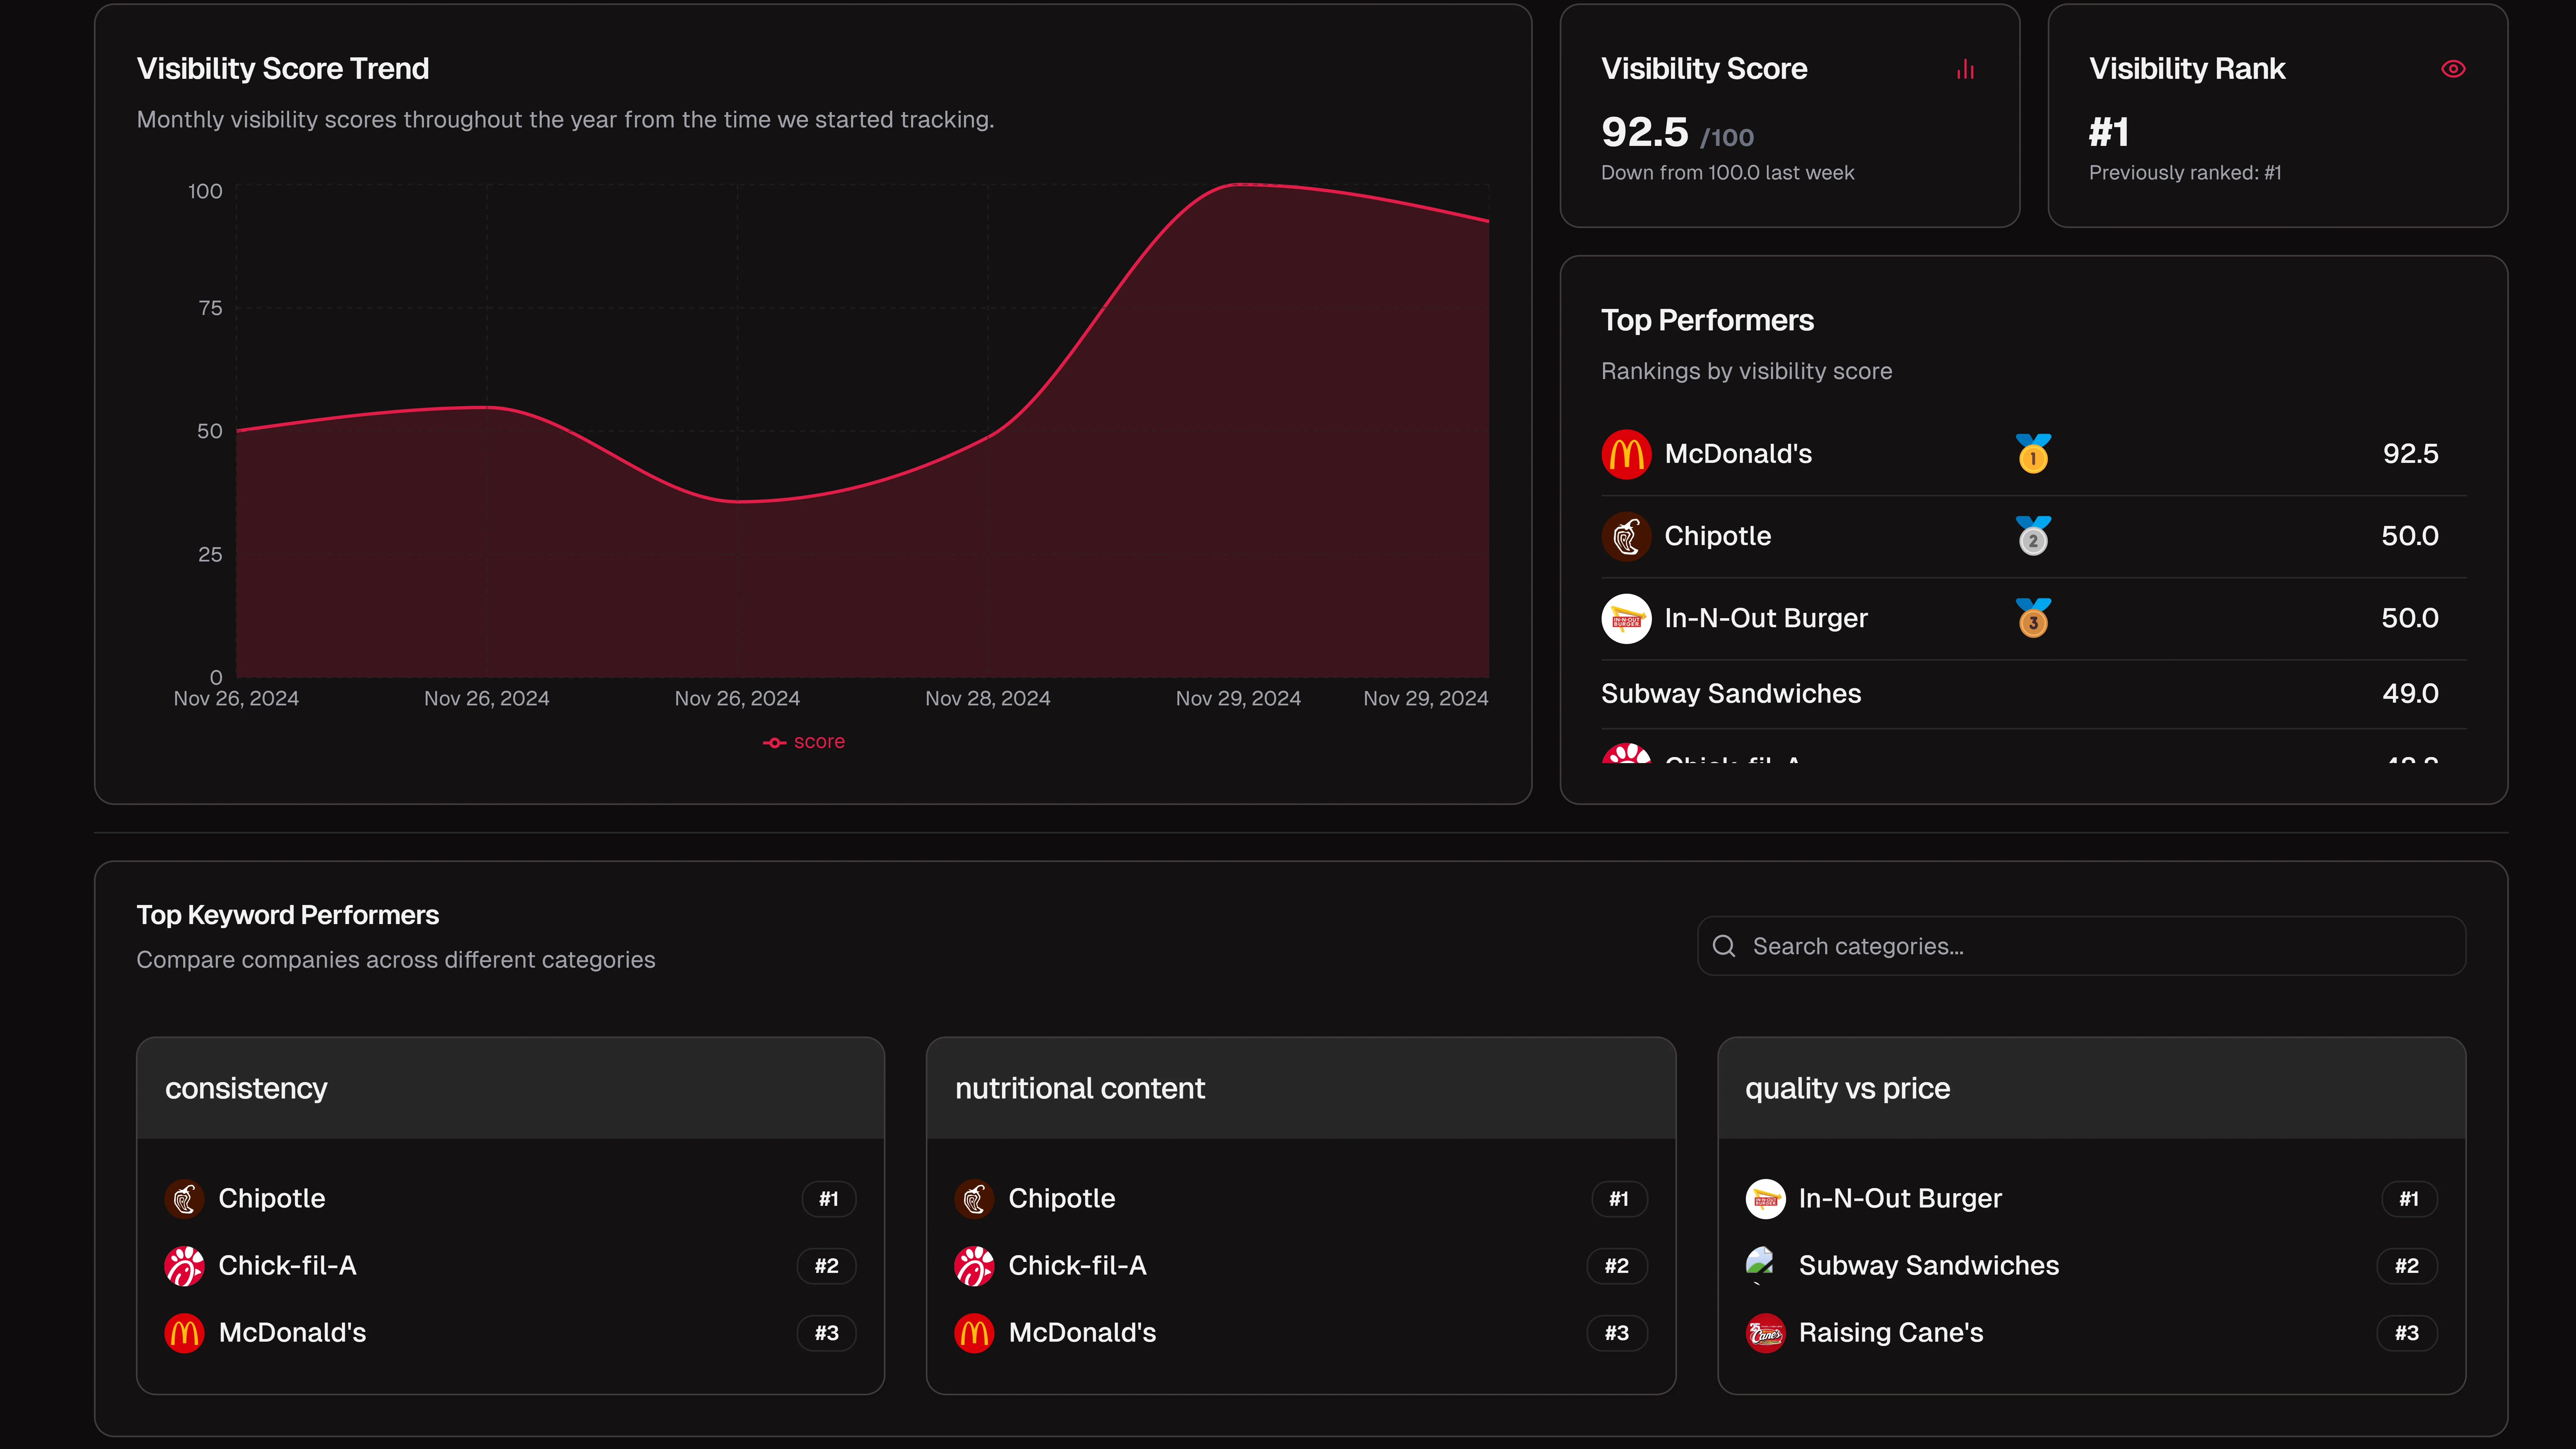 Visibility Score Trend
Monthly visibility scores throughout the year from the time we started tracking.
100
75
50
25
0
Nov 26, 2024
Nov 26, 2024
Nov 26, 2024
Nov 28, 2024
Nov 29, 2024
Nov 29, 2024
score
Visibility Score
92.5 /100
Down from 100.0 last week
Visibility Rank
#1
Previously ranked: #1
Top Performers
Rankings by visibility score
McDonald's 1 92.5
Chipotle 2 50.0
IN-N-OUT
BURGER
In-N-Out Burger 3 50.0
Subway Sandwiches 49.0
Chick-fil-A
Top Keyword Performers
Compare companies across different categories
Search categories...
consistency
Chipotle #1
Chick-fil-A #2
McDonald's #3
nutritional content
Chipotle #1
Chick-fil-A #2
McDonald's #3
quality vs price
In-N-Out Burger #1
Subway Sandwiches #2
Raising Cane's #3